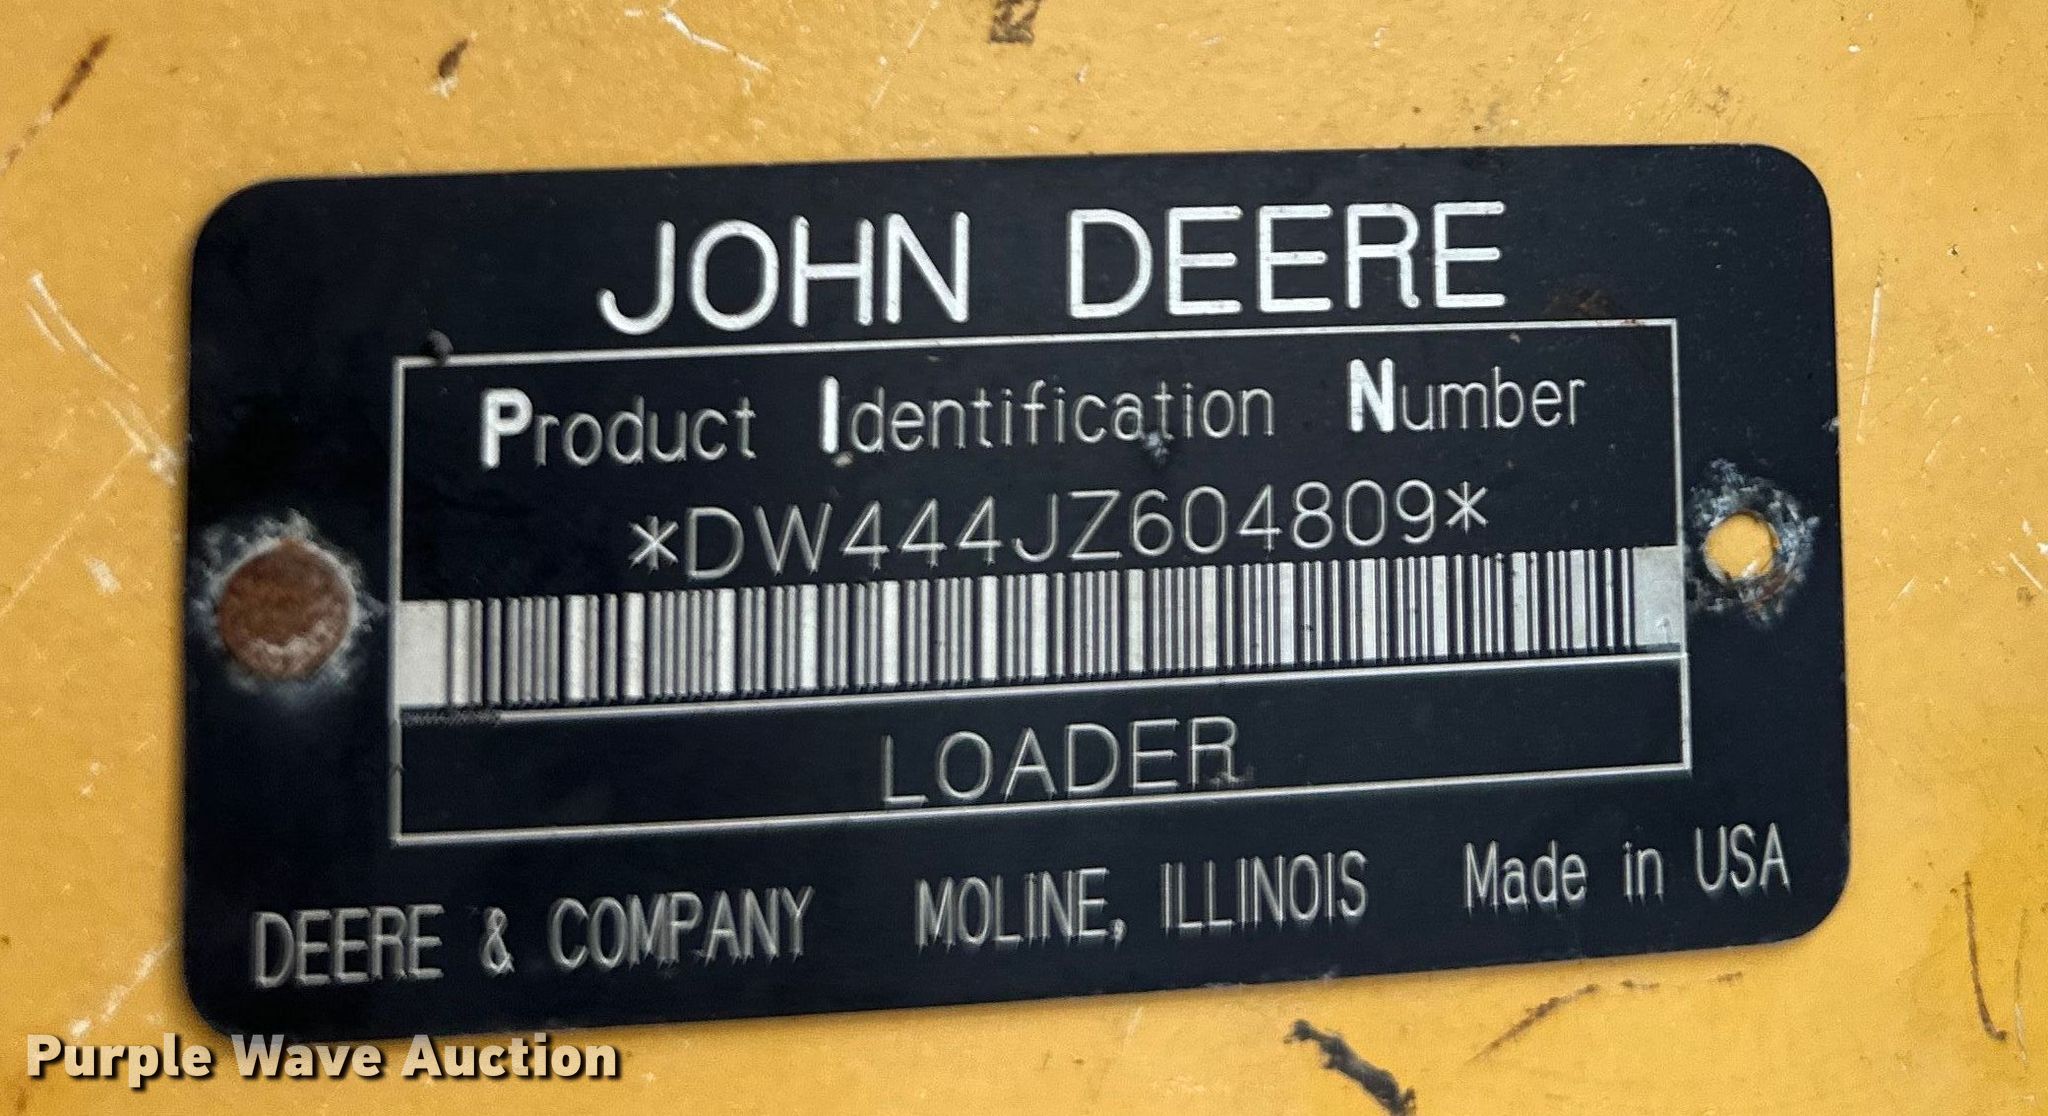 JOHN DEERE
Product Identification Number
*DW444JZ604809*
LOADER
DEERE & COMPANY MOLINE, ILLINOIS Made in USA
Purple Wave Auction